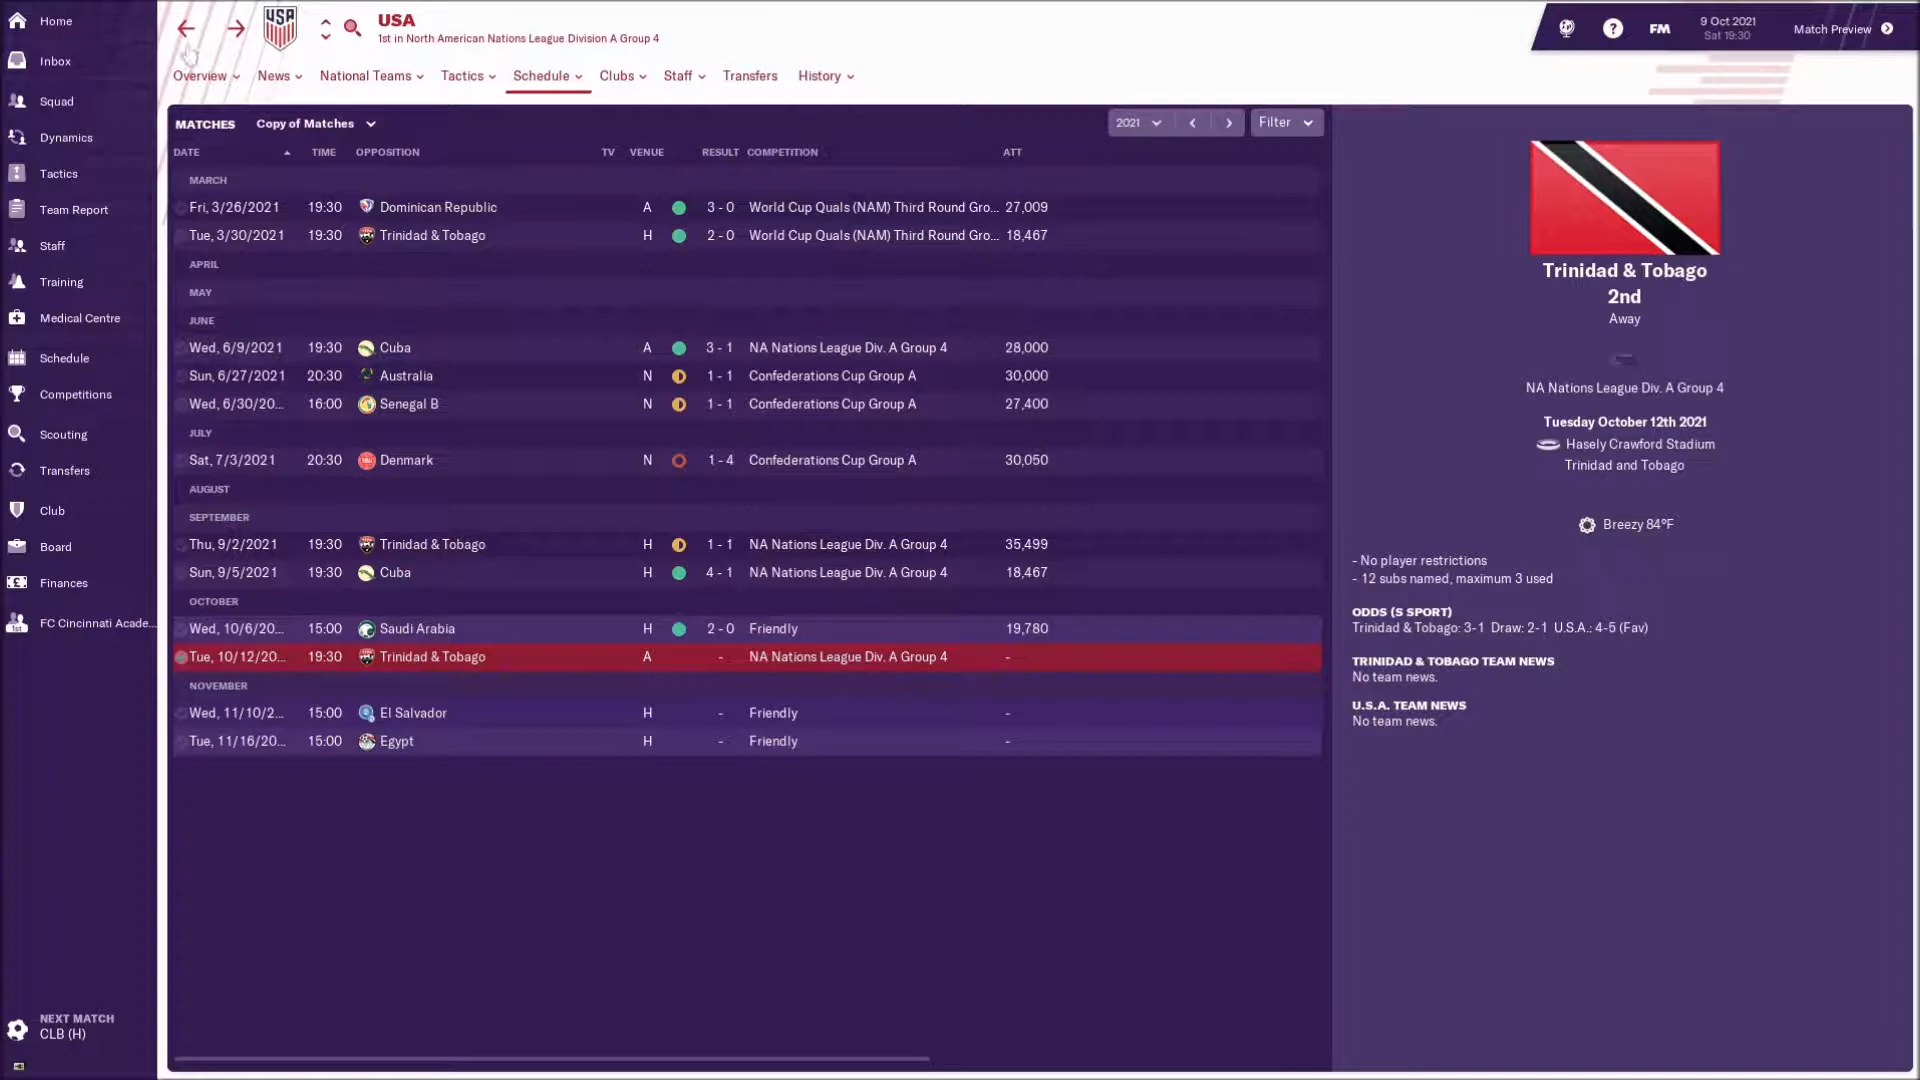 Home
Inbox
Squad
Dynamics
Tactics
Team Report
Staff
Training
Medical Centre
Schedule
Competitions
Scouting
Transfers
Club
Board
Finances
FC Cincinnati Acade...
NEXT MATCH
CLB (H)
USA
USA
1st in North American Nations League Division A Group 4
FM
9 Oct 2021
Sat 19:30
Match Preview
Overview News National Teams Tactics Schedule Clubs Staff Transfers History
MATCHES Copy of Matches 2021 Filter
DATE TIME OPPOSITION TV VENUE RESULT COMPETITION ATT
MARCH
Fri, 3/26/2021 19:30 Dominican Republic A 3 - 0 World Cup Quals (NAM) Third Round Gro... 27,009
Tue, 3/30/2021 19:30 Trinidad & Tobago H 2 - 0 World Cup Quals (NAM) Third Round Gro... 18,467
APRIL
MAY
JUNE
Wed, 6/9/2021 19:30 Cuba A 3 - 1 NA Nations League Div. A Group 4 28,000
Sun, 6/27/2021 20:30 Australia N 1 - 1 Confederations Cup Group A 30,000
Wed, 6/30/20... 16:00 Senegal B N 1 - 1 Confederations Cup Group A 27,400
JULY
Sat, 7/3/2021 20:30 Denmark N 1 - 4 Confederations Cup Group A 30,050
AUGUST
SEPTEMBER
Thu, 9/2/2021 19:30 Trinidad & Tobago H 1 - 1 NA Nations League Div. A Group 4 35,499
Sun, 9/5/2021 19:30 Cuba H 4 - 1 NA Nations League Div. A Group 4 18,467
OCTOBER
Wed, 10/6/20... 15:00 Saudi Arabia H 2 - 0 Friendly 19,780
Tue, 10/12/20... 19:30 Trinidad & Tobago A - NA Nations League Div. A Group 4 -
NOVEMBER
Wed, 11/10/2... 15:00 El Salvador H - Friendly -
Tue, 11/16/20... 15:00 Egypt H - Friendly -
Trinidad & Tobago
2nd
Away
NA Nations League Div. A Group 4
Tuesday October 12th 2021
Hasely Crawford Stadium
Trinidad and Tobago
Breezy 84°F
- No player restrictions
- 12 subs named, maximum 3 used
ODDS (S SPORT)
Trinidad & Tobago: 3-1 Draw: 2-1 U.S.A.: 4-5 (Fav)
TRINIDAD & TOBAGO TEAM NEWS
No team news.
U.S.A. TEAM NEWS
No team news.